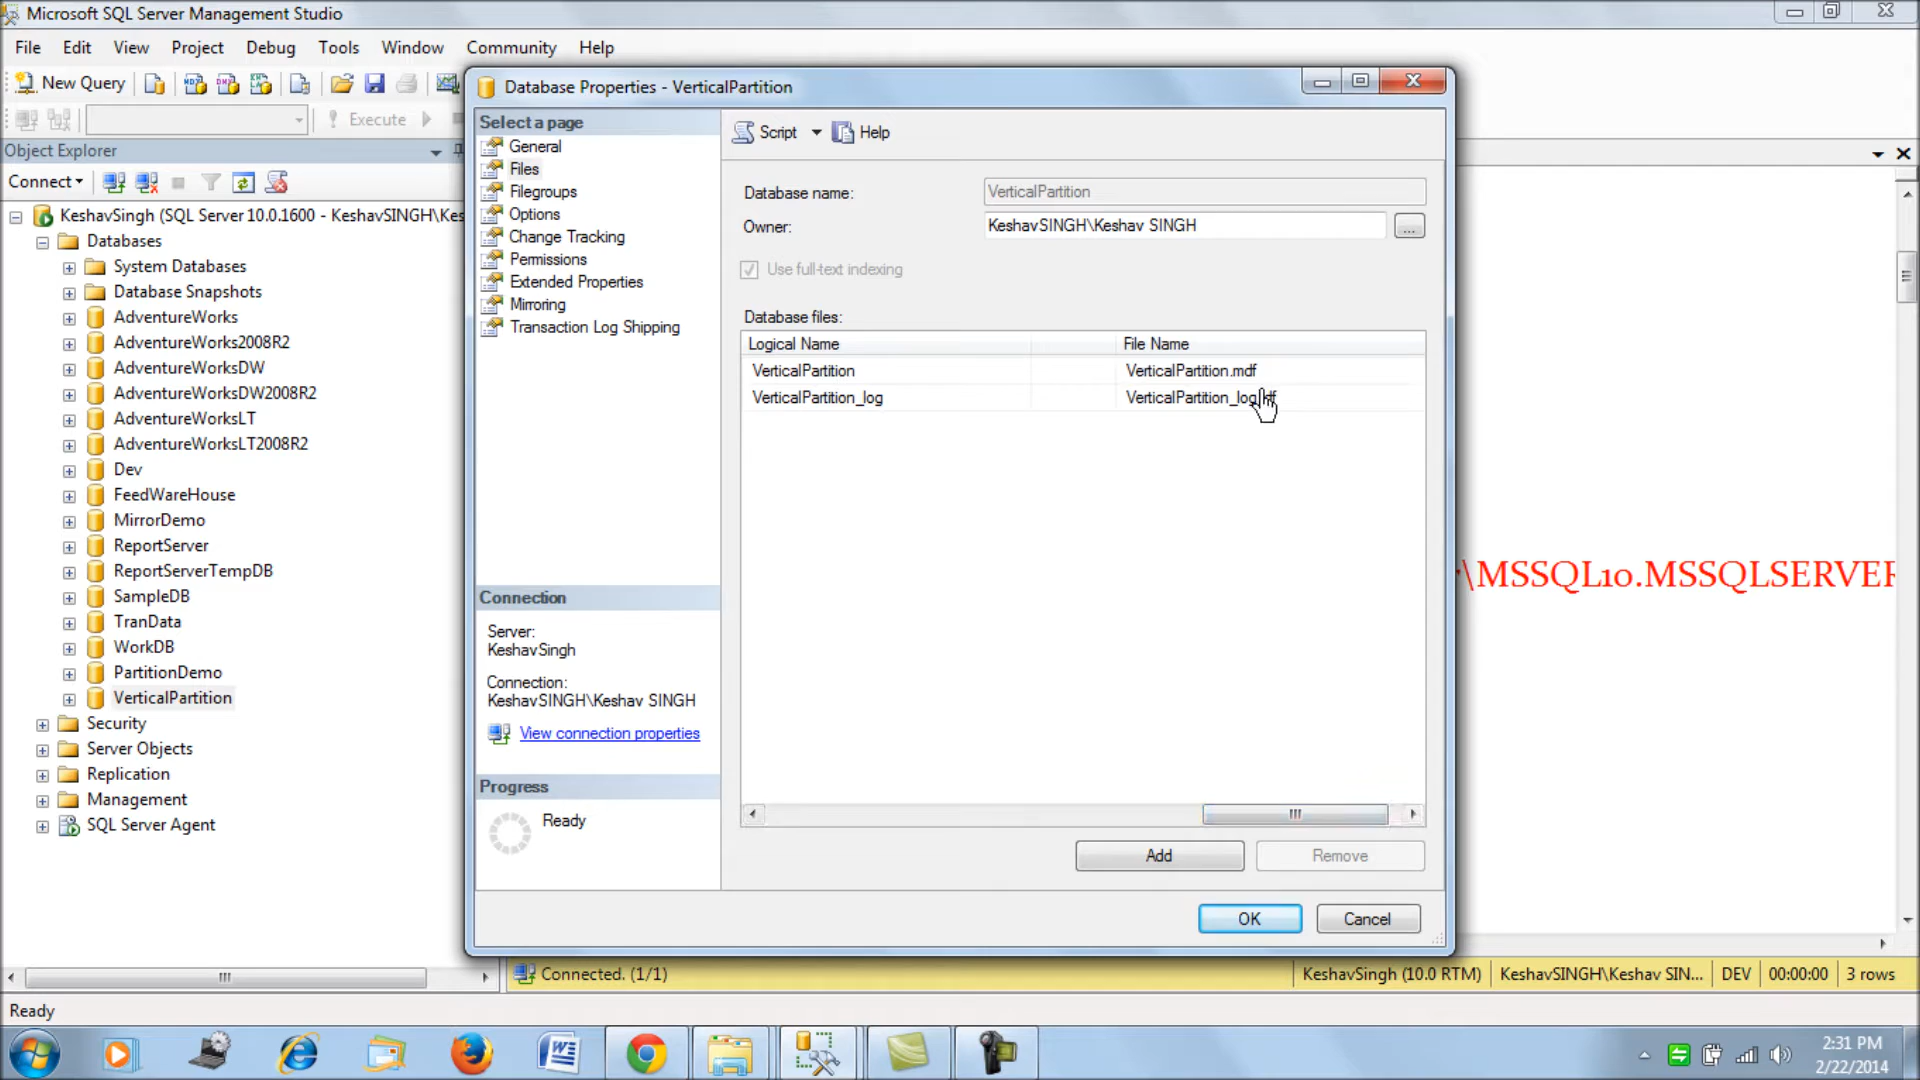 Microsoft SQL Server Management Studio
File Edit View Project Debug Tools Window Community Help
New Query
Execute
Object Explorer
Connect
KeshavSingh (SQL Server 10.0.1600 - KeshavSINGH\Kes
Databases
System Databases
Database Snapshots
AdventureWorks
AdventureWorks2008R2
AdventureWorksDW
AdventureWorksDW2008R2
AdventureWorksLT
AdventureWorksLT2008R2
Dev
FeedWareHouse
MirrorDemo
ReportServer
ReportServerTempDB
SampleDB
TranData
WorkDB
PartitionDemo
VerticalPartition
Security
Server Objects
Replication
Management
SQL Server Agent
Database Properties - VerticalPartition
Select a page
General
Files
Filegroups
Options
Change Tracking
Permissions
Extended Properties
Mirroring
Transaction Log Shipping
Connection
Server:
KeshavSingh
Connection:
KeshavSINGH\Keshav SINGH
View connection properties
Progress
Ready
Script Help
Database name: VerticalPartition
Owner: KeshavSINGH\Keshav SINGH ...
Use full-text indexing
Database files:
Logical Name File Name
VerticalPartition VerticalPartition.mdf
VerticalPartition_log
Add Remove
OK Cancel
\MSSQL10.MSSQLSERVER
Connected. (1/1) KeshavSingh (10.0 RTM) KeshavSINGH\Keshav SIN... DEV 00:00:00 3 rows
Ready
2:31 PM
2/22/2014